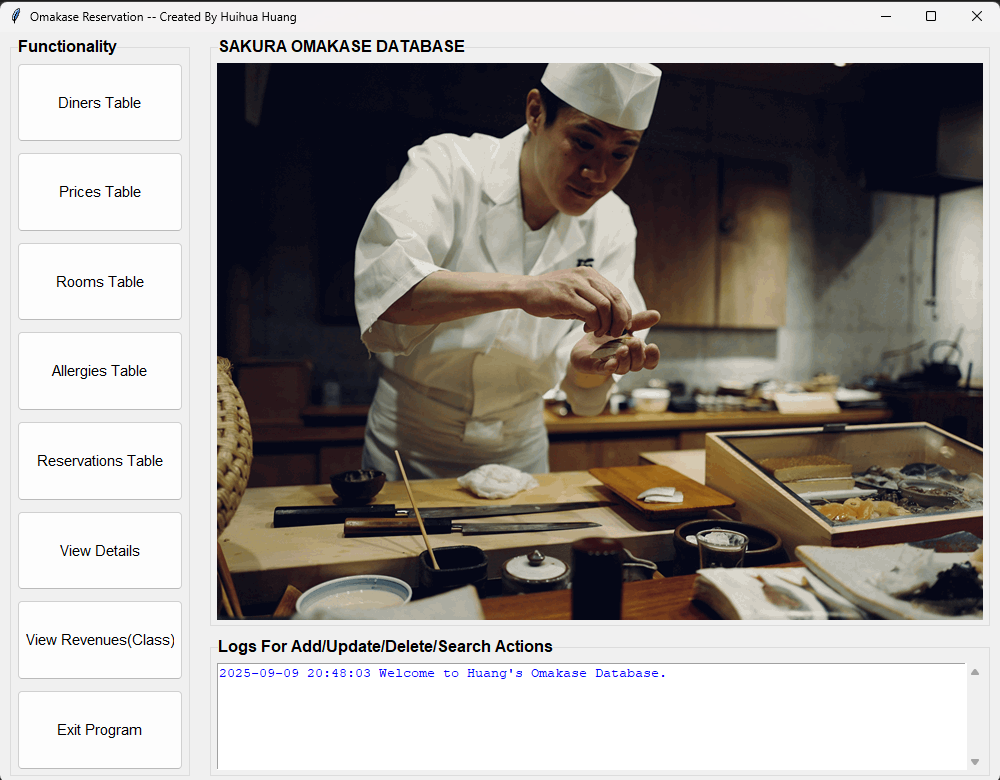 Omakase Reservation -- Created By Huihua Huang
Functionality
Diners Table
Prices Table
Rooms Table
Allergies Table
Reservations Table
View Details
View Revenues(Class)
Exit Program
SAKURA OMAKASE DATABASE
Logs For Add/Update/Delete/Search Actions
2025-09-09 20:48:03 Welcome to Huang's Omakase Database.